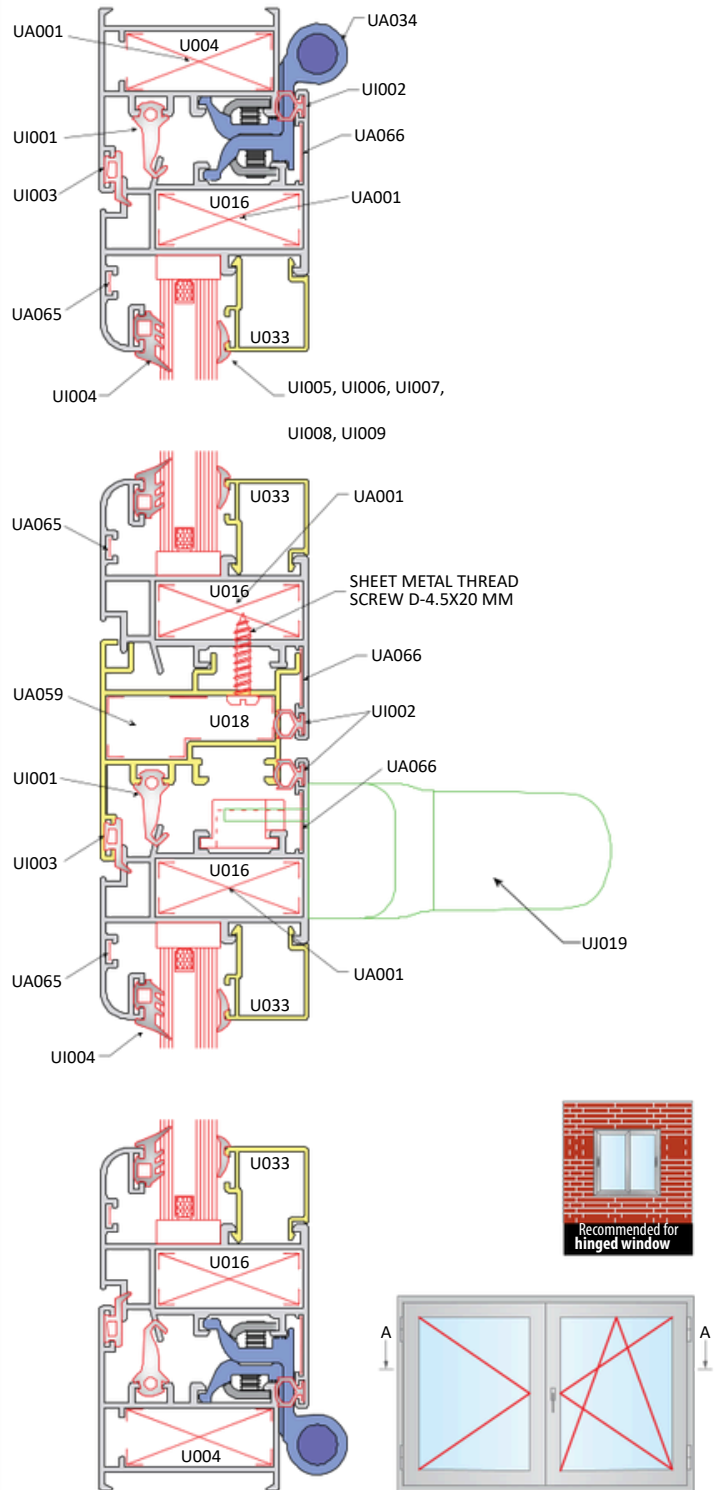 UA001
U004
UA034
UI002
UI001
UA066
UI003
U016
UA001
UA065
U033
UI004
UI005, UI006, UI007,
UI008, UI009
U033
UA001
UA065
SHEET METAL THREAD
SCREW D-4.5X20 MM
U016
UA066
UA059
U018
UI002
UI001
UA066
UI003
U016
UJ019
UA065
UA001
U033
UI004
U033
Recommended for
hinged window
U016
A
A
U004